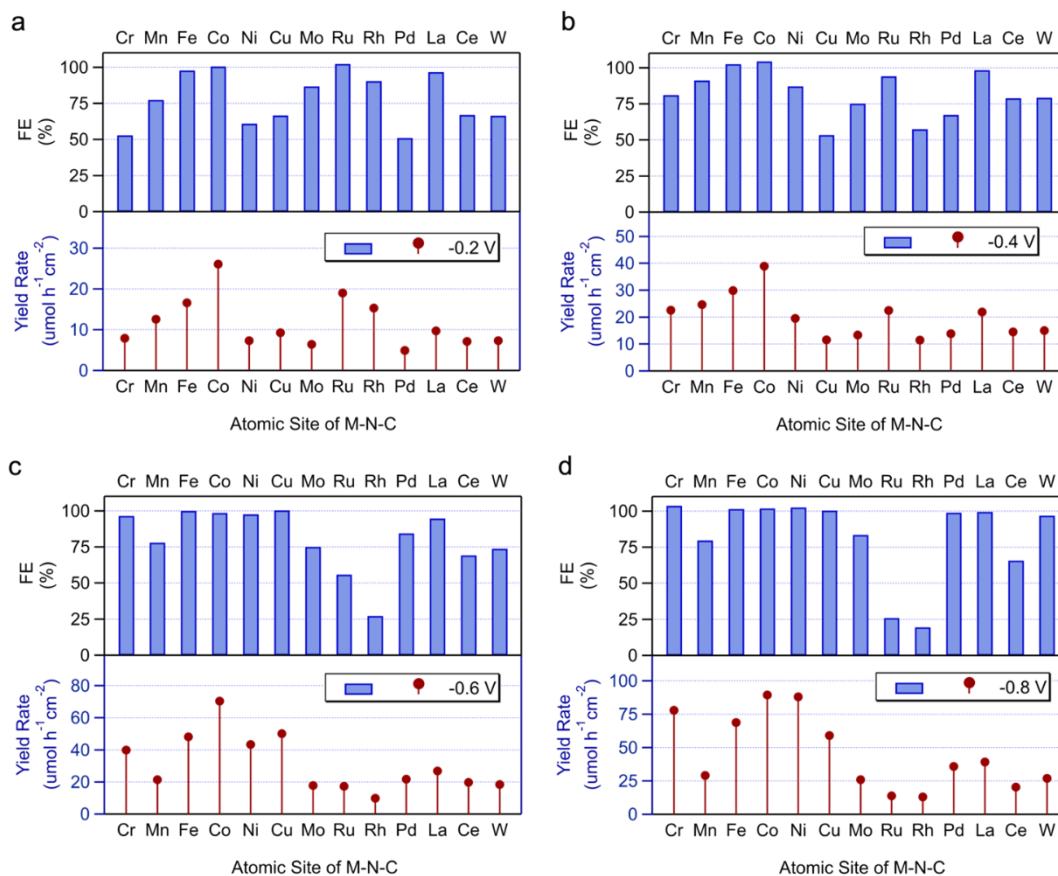 a
Cr Mn Fe Co Ni Cu Mo Ru Rh Pd La Ce W
100
75
50
25
0
FE
(%)
-0.2 V
30
20
10
0
Yield Rate
(umol h⁻¹ cm⁻²)
Cr Mn Fe Co Ni Cu Mo Ru Rh Pd La Ce W
Atomic Site of M-N-C
b
Cr Mn Fe Co Ni Cu Mo Ru Rh Pd La Ce W
100
75
50
25
0
FE
(%)
-0.4 V
50
40
30
20
10
0
Yield Rate
(umol h⁻¹ cm⁻²)
Cr Mn Fe Co Ni Cu Mo Ru Rh Pd La Ce W
Atomic Site of M-N-C
c
Cr Mn Fe Co Ni Cu Mo Ru Rh Pd La Ce W
100
75
50
25
0
FE
(%)
-0.6 V
80
60
40
20
0
Yield Rate
(umol h⁻¹ cm⁻²)
Cr Mn Fe Co Ni Cu Mo Ru Rh Pd La Ce W
Atomic Site of M-N-C
d
Cr Mn Fe Co Ni Cu Mo Ru Rh Pd La Ce W
100
75
50
25
0
FE
(%)
-0.8 V
100
75
50
25
0
Yield Rate
(umol h⁻¹ cm⁻²)
Cr Mn Fe Co Ni Cu Mo Ru Rh Pd La Ce W
Atomic Site of M-N-C